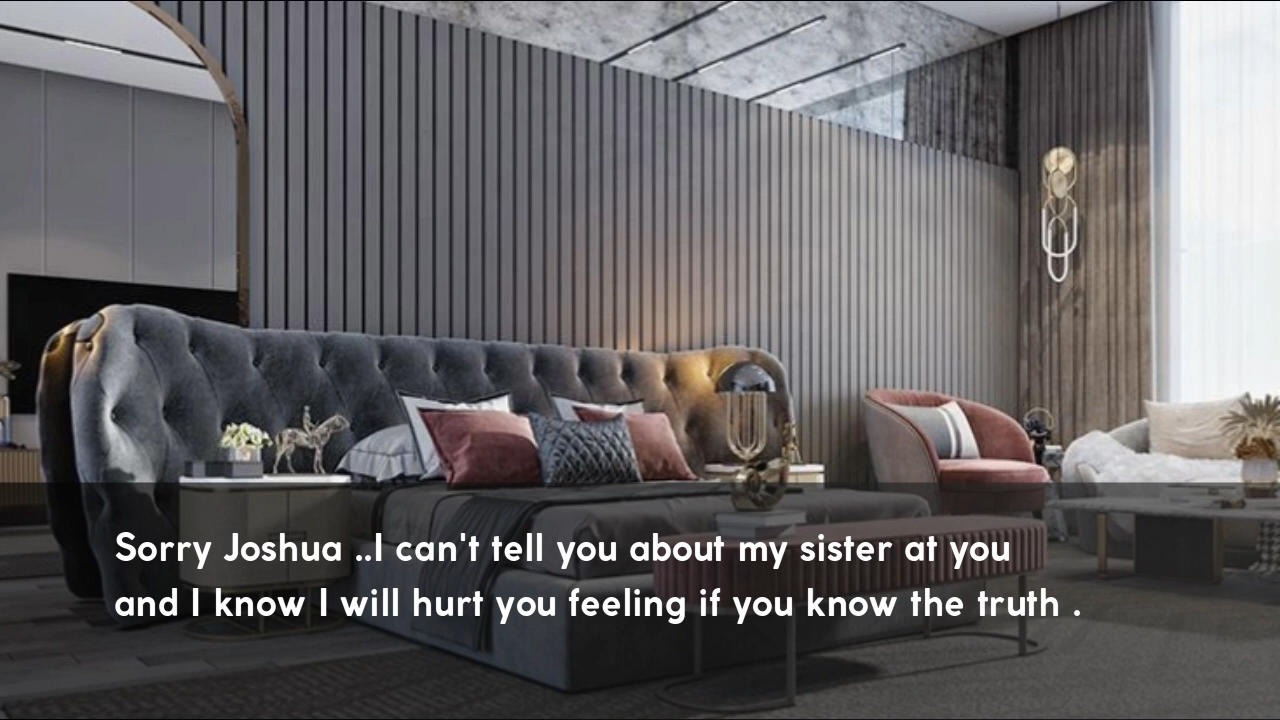 Sorry Joshua ..I can't tell you about my sister at you
and I know I will hurt you feeling if you know the truth .